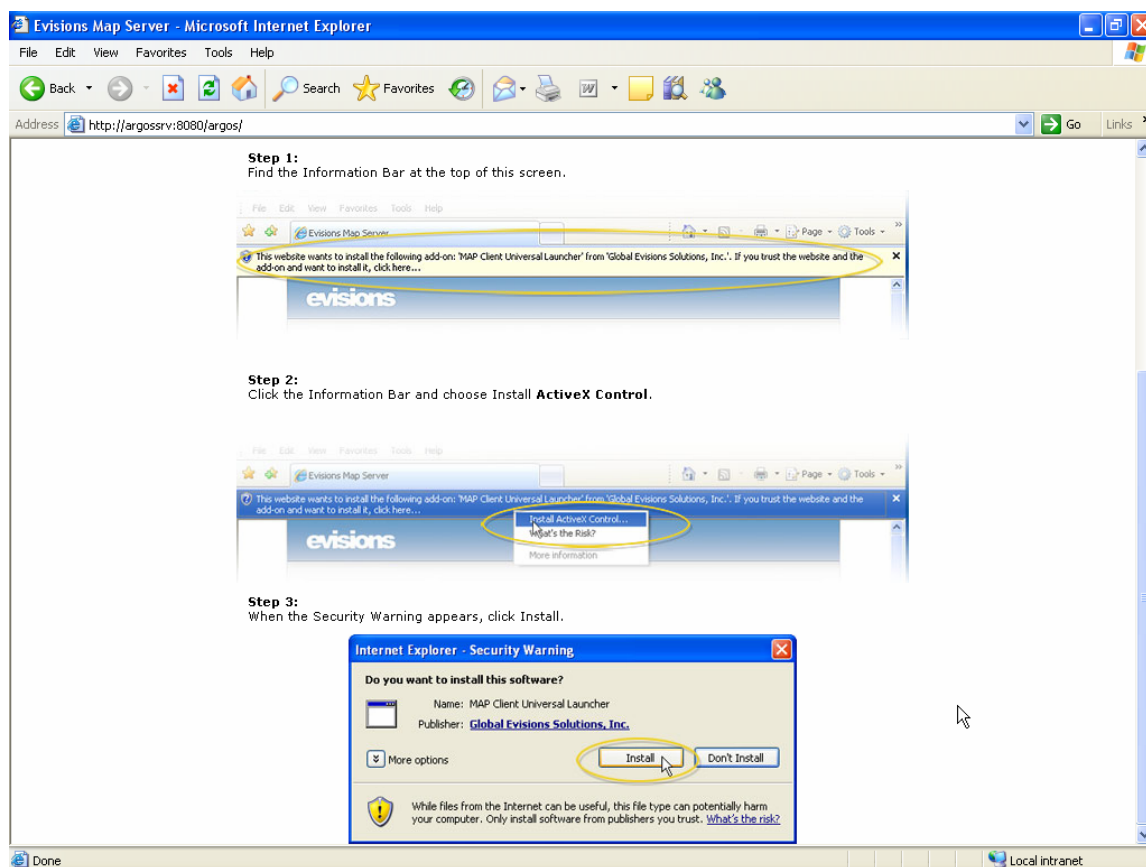 Evisions Map Server - Microsoft Internet Explorer
File Edit View Favorites Tools Help
Back Search Favorites
Address http://argossrv:8080/argos/ Go Links »
Step 1:
Find the Information Bar at the top of this screen.
File Edit View Favorites Tools Help
Evisions Map Server Page Tools »
This website wants to install the following add-on: 'MAP Client Universal Launcher' from 'Global Evisions Solutions, Inc.'. If you trust the website and the
add-on and want to install it, click here...
evisions
Step 2:
Click the Information Bar and choose Install ActiveX Control.
File Edit View Favorites Tools Help
Evisions Map Server Page Tools »
This website wants to install the following add-on: 'MAP Client Universal Launcher' from 'Global Evisions Solutions, Inc.'. If you trust the website and the
add-on and want to install it, click here...
Install ActiveX Control...
What's the Risk?
More information
evisions
Step 3:
When the Security Warning appears, click Install.
Internet Explorer - Security Warning
Do you want to install this software?
Name: MAP Client Universal Launcher
Publisher: Global Evisions Solutions, Inc.
More options Install Don't Install
While files from the Internet can be useful, this file type can potentially harm
your computer. Only install software from publishers you trust. What's the risk?
Done Local intranet